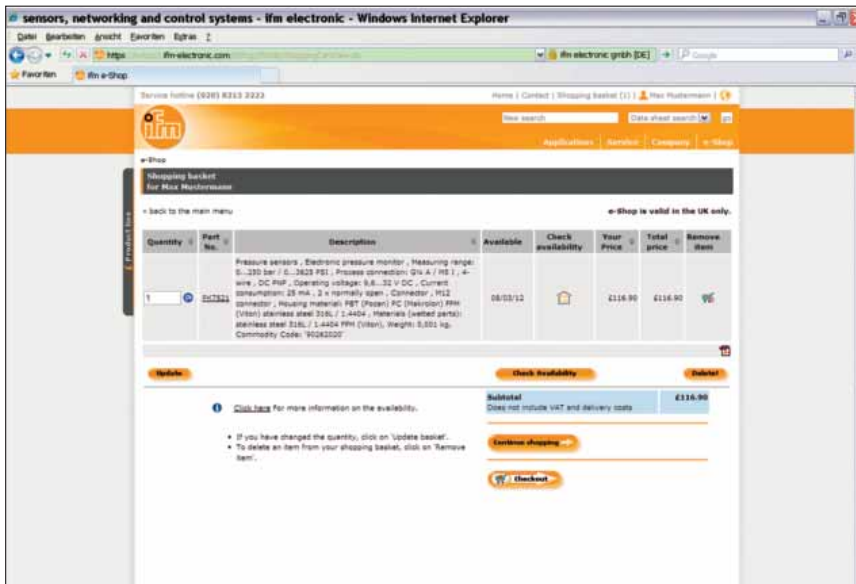 sensors, networking and control systems - ifm electronic - Windows Internet Explorer
Datei Bearbeiten Ansicht Favoriten Extras ?
https ifm-electronic.com ifm electronic gmbh [DE] Google
Favoriten ifm e-Shop
Service hotline (020) 8213 2222 Home | Contact | Shopping basket (1) | Max Mustermann |
ifm
New search Data sheet search go
Applications Service Company e-Shop
e-Shop
Shopping basket
for Max Mustermann
Product line
« back to the main menu e-Shop is valid in the UK only.
Quantity Part No. Description Available Check availability Your Price Total price Remove item
Pressure sensors , Electronic pressure monitor , Measuring range:
0...250 bar / 0...3625 PSI , Process connection: G¼ A / M5 I , 4-
wire , DC PNP , Operating voltage: 9,6...32 V DC , Current
consumption: 25 mA , 2 x normally open , Connector , M12
connector , Housing material: PBT (Pocan) PC (Makrolon) FPM
(Viton) stainless steel 316L / 1.4404 , Materials (wetted parts):
stainless steel 316L / 1.4404 FPM (Viton), Weight: 0,001 kg,
Commodity Code: '90262020'
1 PK7521 08/03/12 £116.90 £116.90
Update Check Availability Delete!
Click here For more information on the availability.
Subtotal £116.90
Does not include VAT and delivery costs
• If you have changed the quantity, click on 'Update basket'.
• To delete an item from your shopping basket, click on 'Remove
item'.
Continue shopping
Checkout